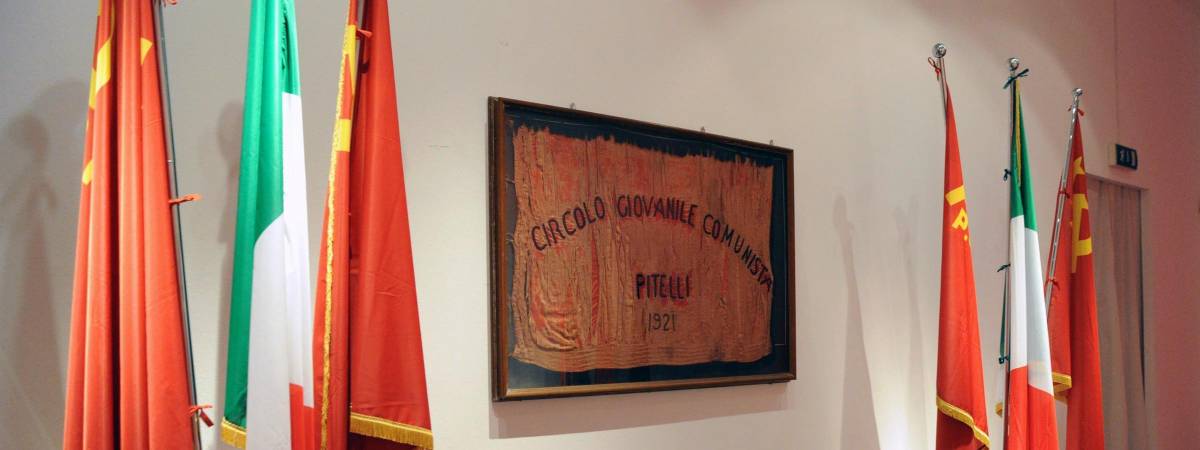 CIRCOLO GIOVANILE COMUNISTA
PITELLI
1921
P.